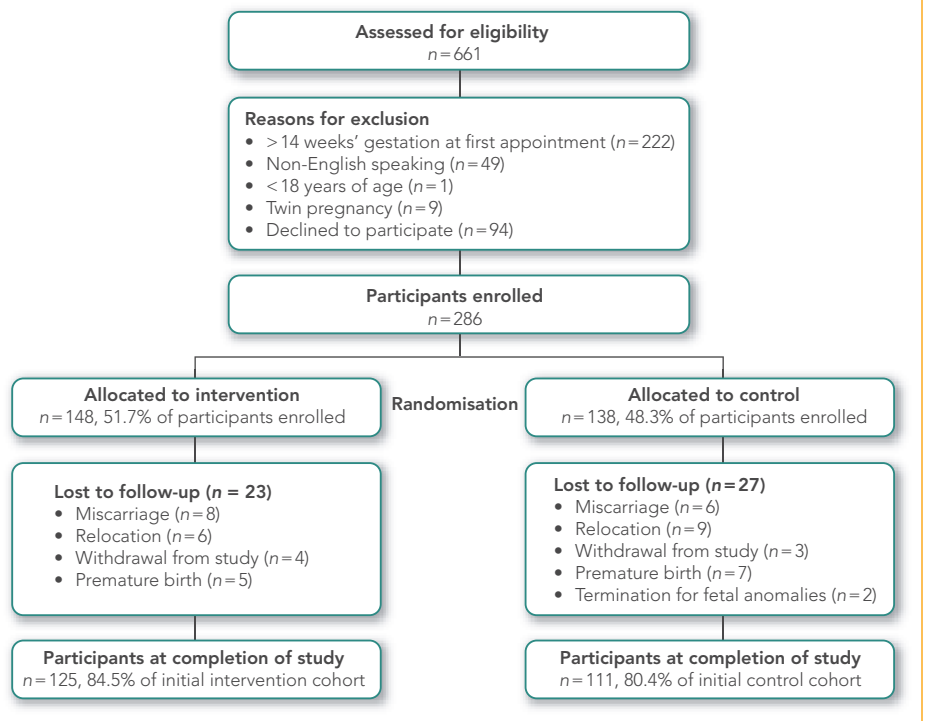 Assessed for eligibility
n=661
Reasons for exclusion
• >14 weeks' gestation at first appointment (n=222)
• Non-English speaking (n=49)
• <18 years of age (n=1)
• Twin pregnancy (n=9)
• Declined to participate (n=94)
Participants enrolled
n=286
Allocated to intervention
n=148, 51.7% of participants enrolled
Randomisation
Allocated to control
n=138, 48.3% of participants enrolled
Lost to follow-up (n = 23)
• Miscarriage (n=8)
• Relocation (n=6)
• Withdrawal from study (n=4)
• Premature birth (n=5)
Lost to follow-up (n=27)
• Miscarriage (n=6)
• Relocation (n=9)
• Withdrawal from study (n=3)
• Premature birth (n=7)
• Termination for fetal anomalies (n=2)
Participants at completion of study
n=125, 84.5% of initial intervention cohort
Participants at completion of study
n=111, 80.4% of initial control cohort